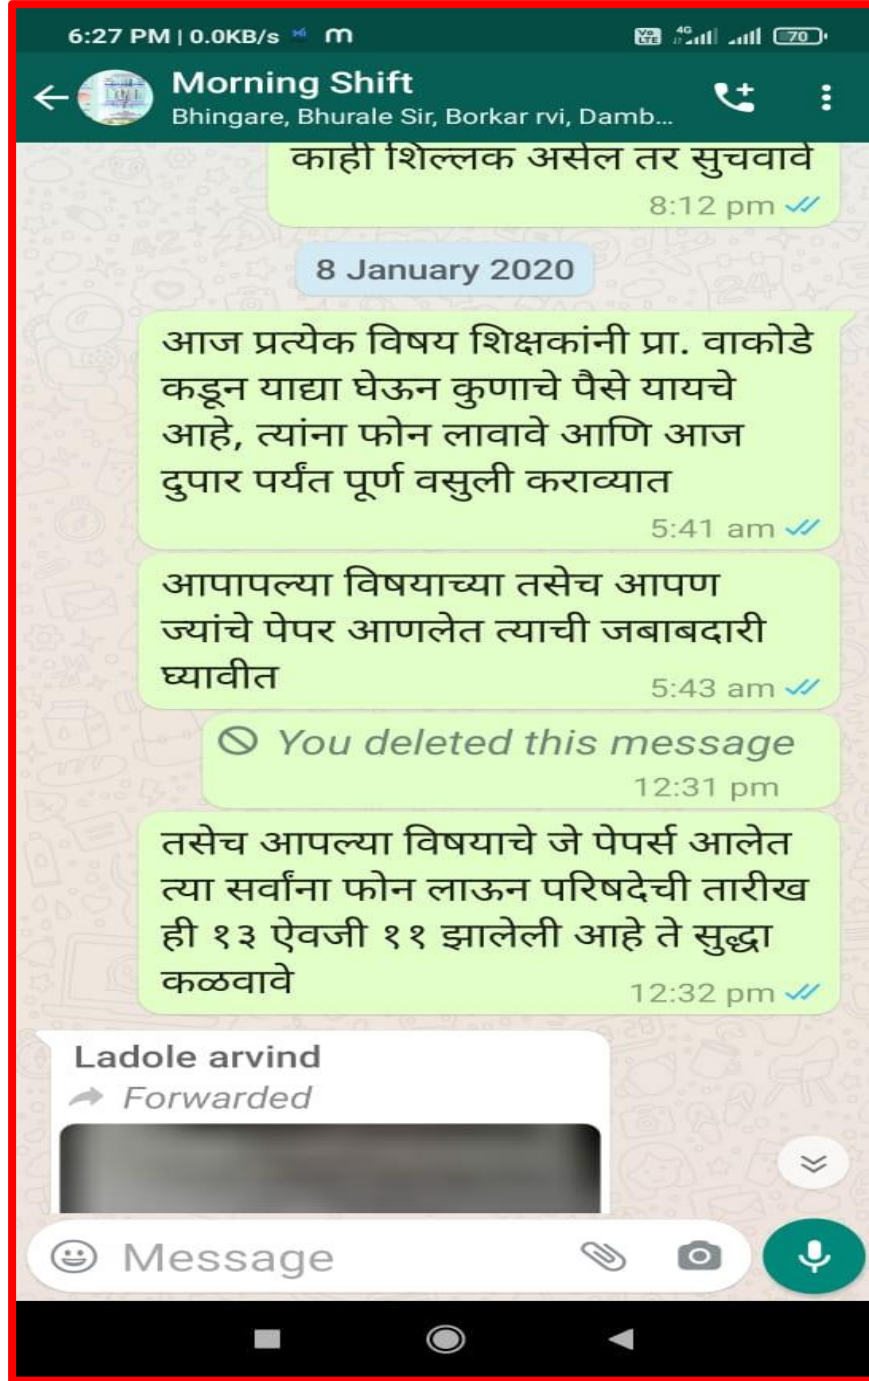 6:27 PM | 0.0KB/s m
Vo LTE 4G 70
Morning Shift
Bhingare, Bhurale Sir, Borkar rvi, Damb...
काही शिल्लक असेल तर सुचवावे
8:12 pm
8 January 2020
आज प्रत्येक विषय शिक्षकांनी प्रा. वाकोडे
कडून याद्या घेऊन कुणाचे पैसे यायचे
आहे, त्यांना फोन लावावे आणि आज
दुपार पर्यंत पूर्ण वसुली कराव्यात
5:41 am
आपापल्या विषयाच्या तसेच आपण
ज्यांचे पेपर आणलेत त्याची जबाबदारी
घ्यावीत
5:43 am
You deleted this message
12:31 pm
तसेच आपल्या विषयाचे जे पेपर्स आलेत
त्या सर्वांना फोन लाऊन परिषदेची तारीख
ही १३ ऐवजी ११ झालेली आहे ते सुद्धा
कळवावे
12:32 pm
Ladole arvind
Forwarded
Message